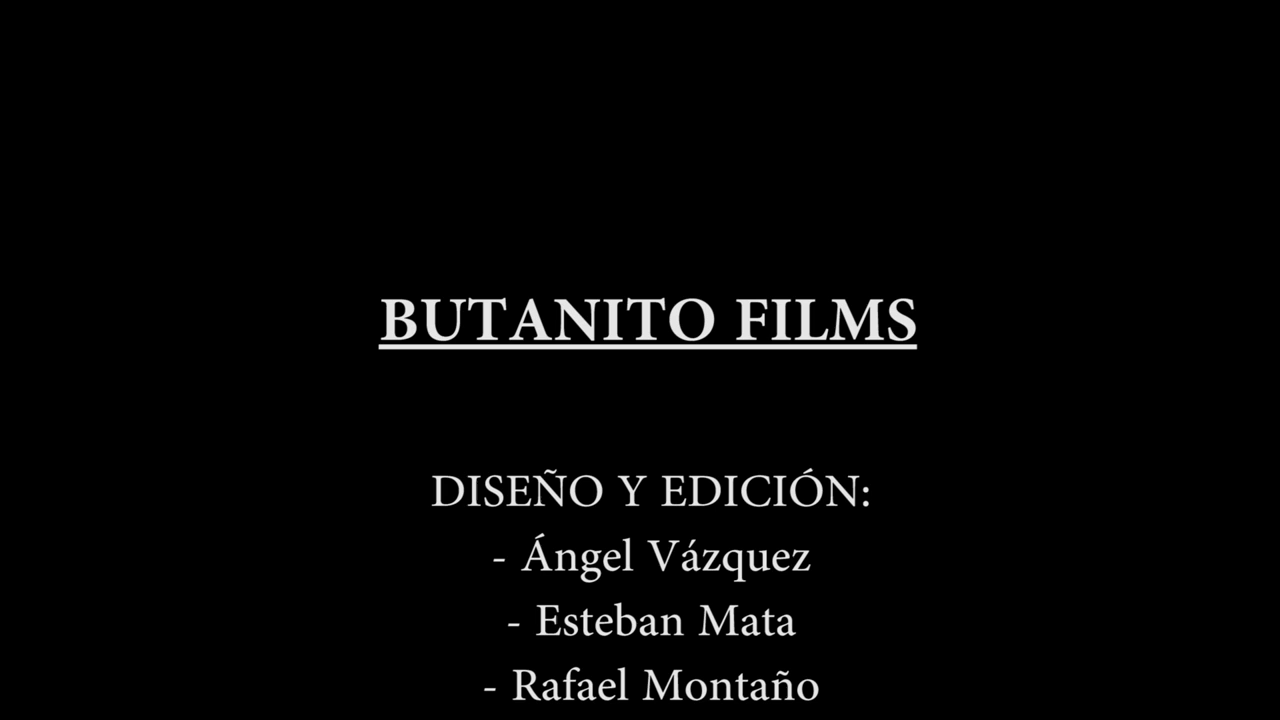 BUTANITO FILMS
DISEÑO Y EDICIÓN:
- Ángel Vázquez
- Esteban Mata
- Rafael Montaño